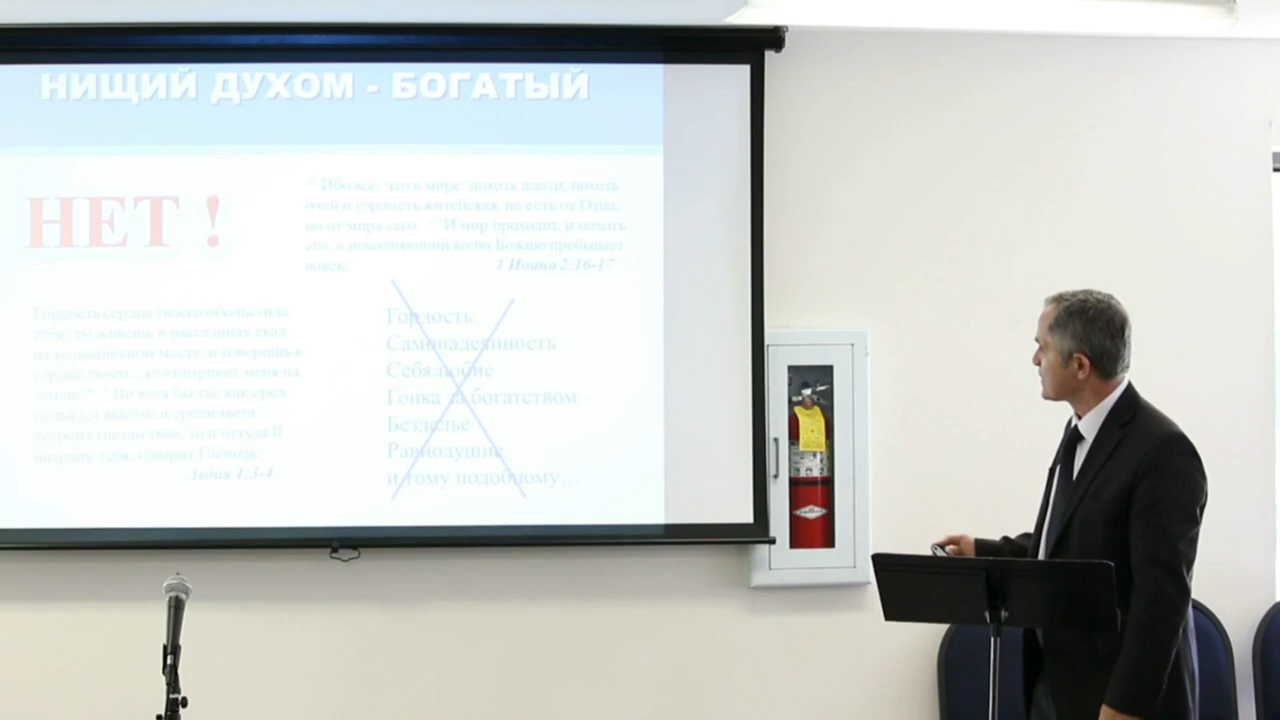 НИЩИЙ ДУХОМ - БОГАТЫЙ
НЕТ !
¹⁶ Ибо всё, что в мире: похоть плоти, похоть
очей и гордость житейская, не есть от Отца,
но от мира сего. ¹⁷ И мир проходит, и похоть
его, а исполняющий волю Божию пребывает
вовек. 1 Иоана 2:16-17
Гордость сердца твоего обольстила
тебя; ты живешь в расселинах скал,
на возвышенном месте, и говоришь в
сердце твоем: „кто низринет меня на
землю?" Но хотя бы ты, как орел,
поднялся высоко и среди звезд
устроил гнездо твое, то и оттуда Я
низрину тебя, говорит Господь.
Авдия 1:3-4
Гордость
Самонадеянность
Себялюбие
Гонка за богатством
Безделье
Равнодушие
и тому подобному…